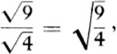 √9/√4 = √(9/4),